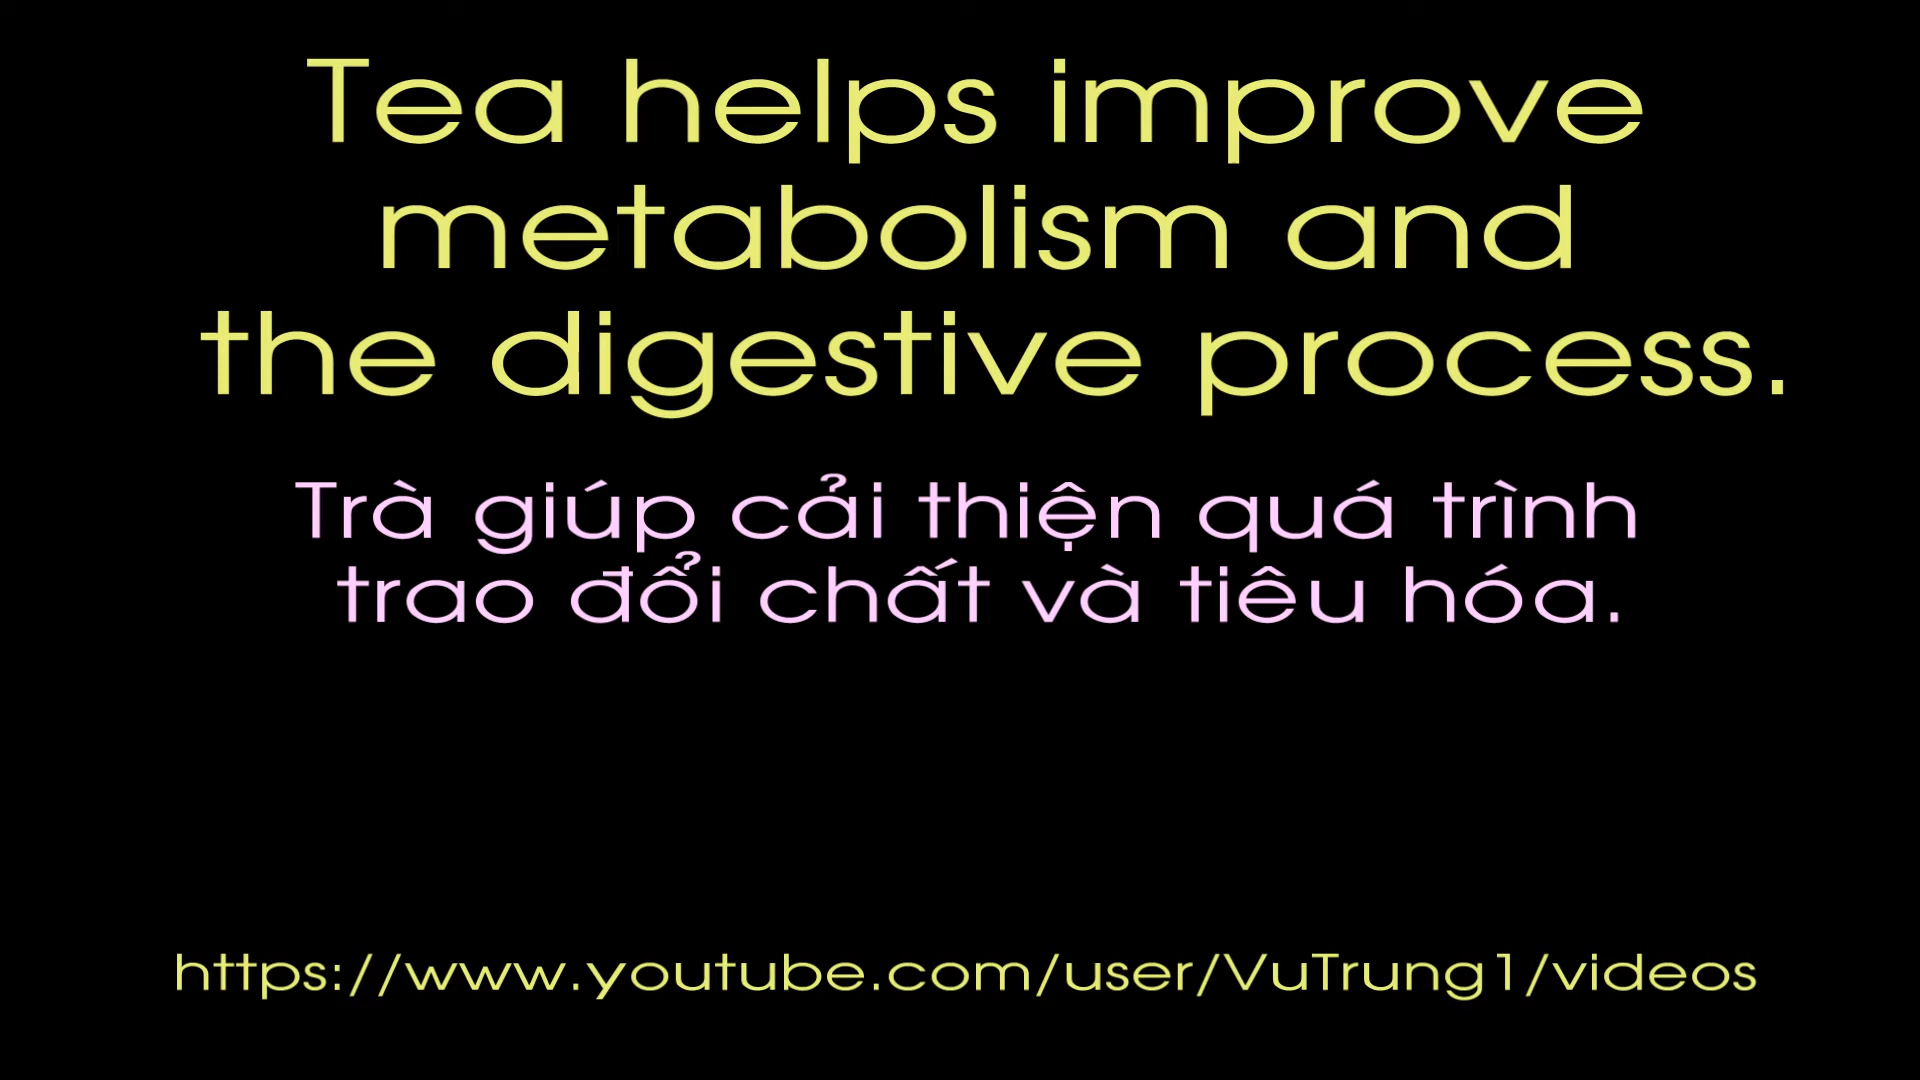 Tea helps improve
metabolism and
the digestive process.
Trà giúp cải thiện quá trình
trao đổi chất và tiêu hóa.
https://www.youtube.com/user/VuTrung1/videos